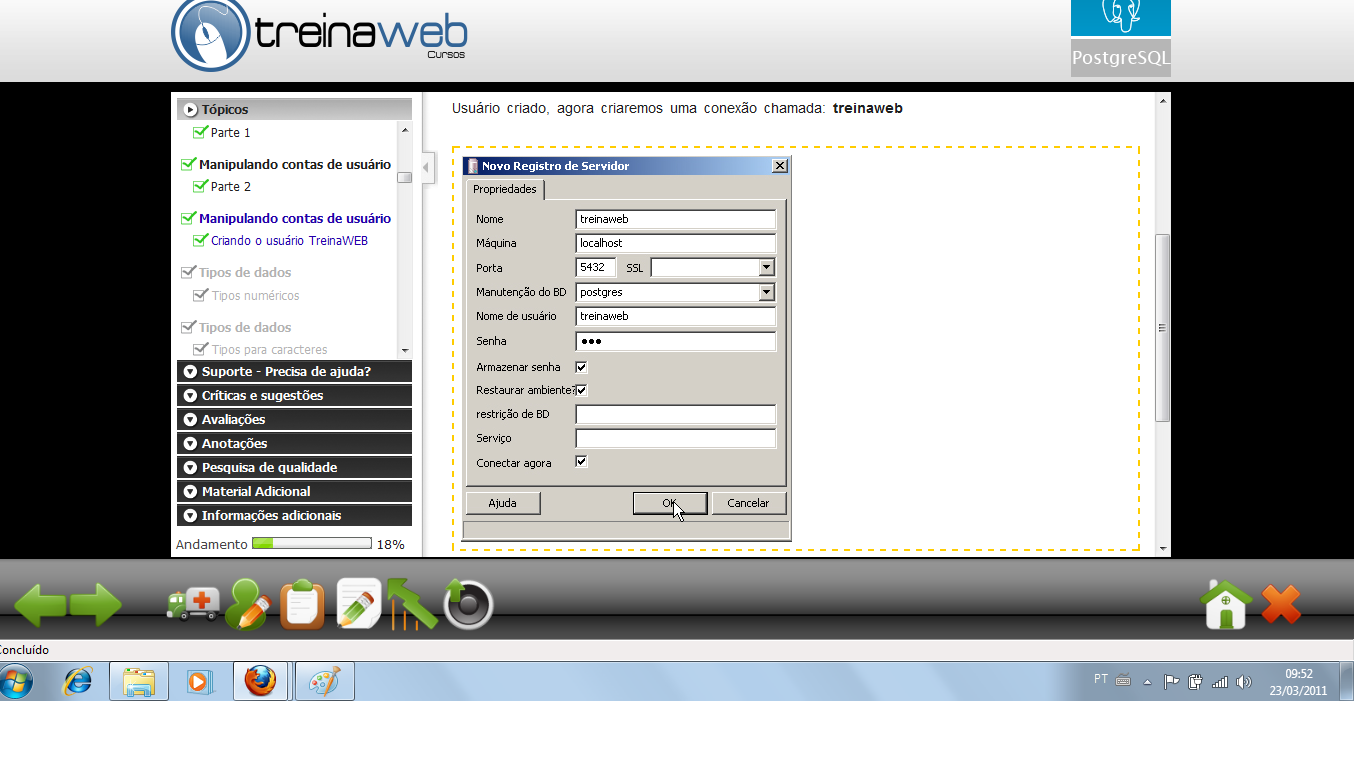 treinaweb
Cursos
PostgreSQL
Tópicos
Parte 1
Manipulando contas de usuário
Parte 2
Manipulando contas de usuário
Criando o usuário TreinaWEB
Tipos de dados
Tipos numéricos
Tipos de dados
Tipos para caracteres
Suporte - Precisa de ajuda?
Críticas e sugestões
Avaliações
Anotações
Pesquisa de qualidade
Material Adicional
Informações adicionais
Andamento 18%
Usuário criado, agora criaremos uma conexão chamada: treinaweb
Novo Registro de Servidor
Propriedades
Nome treinaweb
Máquina localhost
Porta 5432 SSL
Manutenção do BD postgres
Nome de usuário treinaweb
Senha •••
Armazenar senha
Restaurar ambiente?
restrição de BD
Serviço
Conectar agora
Ajuda OK Cancelar
Concluído
PT 09:52
23/03/2011